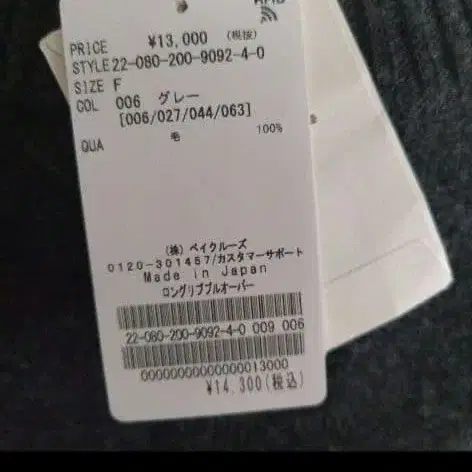 PRICE ¥13,000 (税抜)
STYLE 22-080-200-9092-4-0
SIZE F
COL 006 グレー
[006/027/044/063]
QUA 毛 100%
(株) ベイクルーズ
0120-301457/カスタマーサポート
Made in Japan
ロングリブプルオーバー
22-080-200-9092-4-0 009 006
00000000000000013000
¥14,300(税込)